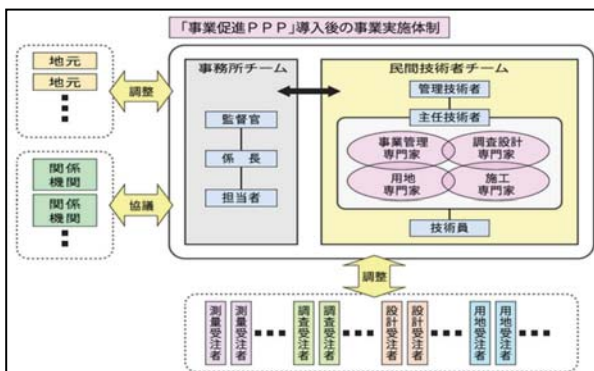 「事業促進ＰＰＰ」導入後の事業実施体制
地元
地元
調整
関係
機関
関係
機関
協議
事務所チーム
監督官
係　長
担当者
民間技術者チーム
管理技術者
主任技術者
事業管理
専門家
調査設計
専門家
用地
専門家
施工
専門家
技術員
調整
測量受注者
測量受注者
調査受注者
調査受注者
設計受注者
設計受注者
用地受注者
用地受注者